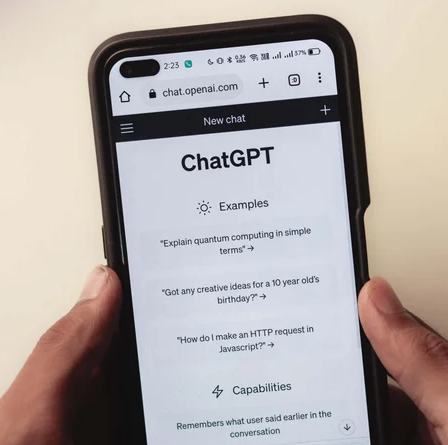 2:23 37%
chat.openai.com :D
New chat
ChatGPT
Examples
"Explain quantum computing in simple
terms" →
"Got any creative ideas for a 10 year old's
birthday?" →
"How do I make an HTTP request in
Javascript?" →
Capabilities
Remembers what user said earlier in the
conversation